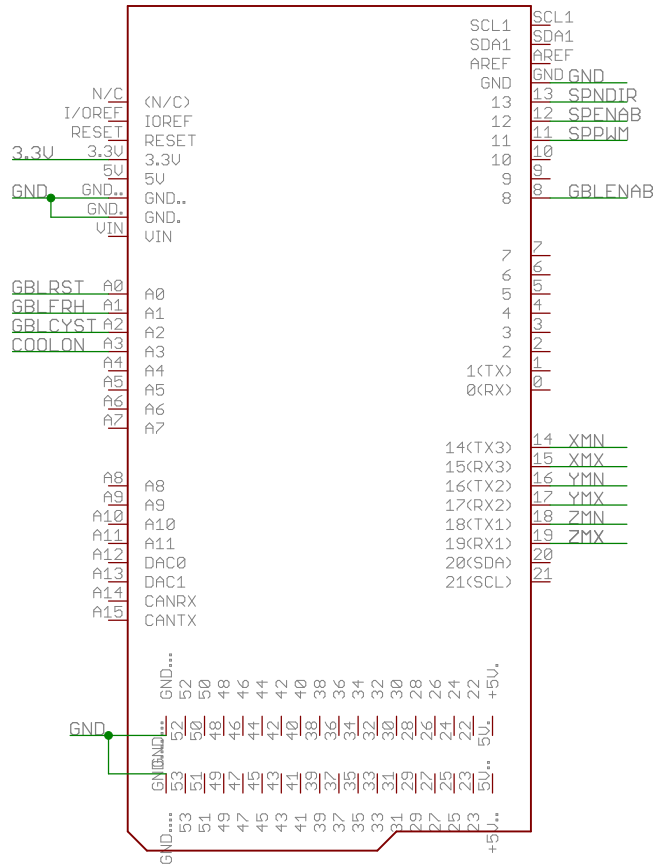 SCL1 SCL1
SDA1 SDA1
AREF AREF
GND GND GND
N/C (N/C) 13 13 SPNDIR
I/OREF IOREF 12 12 SPENAB
RESET RESET 11 11 SPPWM
3.3V 3.3V 3.3V 10 10
5V 5V 9 9
GND GND.. GND.. 8 8 GBLENAB
GND. GND.
VIN VIN
7 7
6 6
GBLRST A0 A0 5 5
GBLFRH A1 A1 4 4
GBLCYST A2 A2 3 3
COOLON A3 A3 2 2
A4 A4 1(TX) 1
A5 A5 0(RX) 0
A6 A6
A7 A7
14(TX3) 14 XMN
15(RX3) 15 XMX
A8 A8 16(TX2) 16 YMN
A9 A9 17(RX2) 17 YMX
A10 A10 18(TX1) 18 ZMN
A11 A11 19(RX1) 19 ZMX
A12 DAC0 20(SDA) 20
A13 DAC1 21(SCL) 21
A14 CANRX
A15 CANTX
GND... 52 50 48 46 44 42 40 38 36 34 32 30 28 26 24 22 +5V.
GND GND... 52 50 48 46 44 42 40 38 36 34 32 30 28 26 24 22 5V.
GND.... 53 51 49 47 45 43 41 39 37 35 33 31 29 27 25 23 5V..
GND.... 53 51 49 47 45 43 41 39 37 35 33 31 29 27 25 23 +5V..